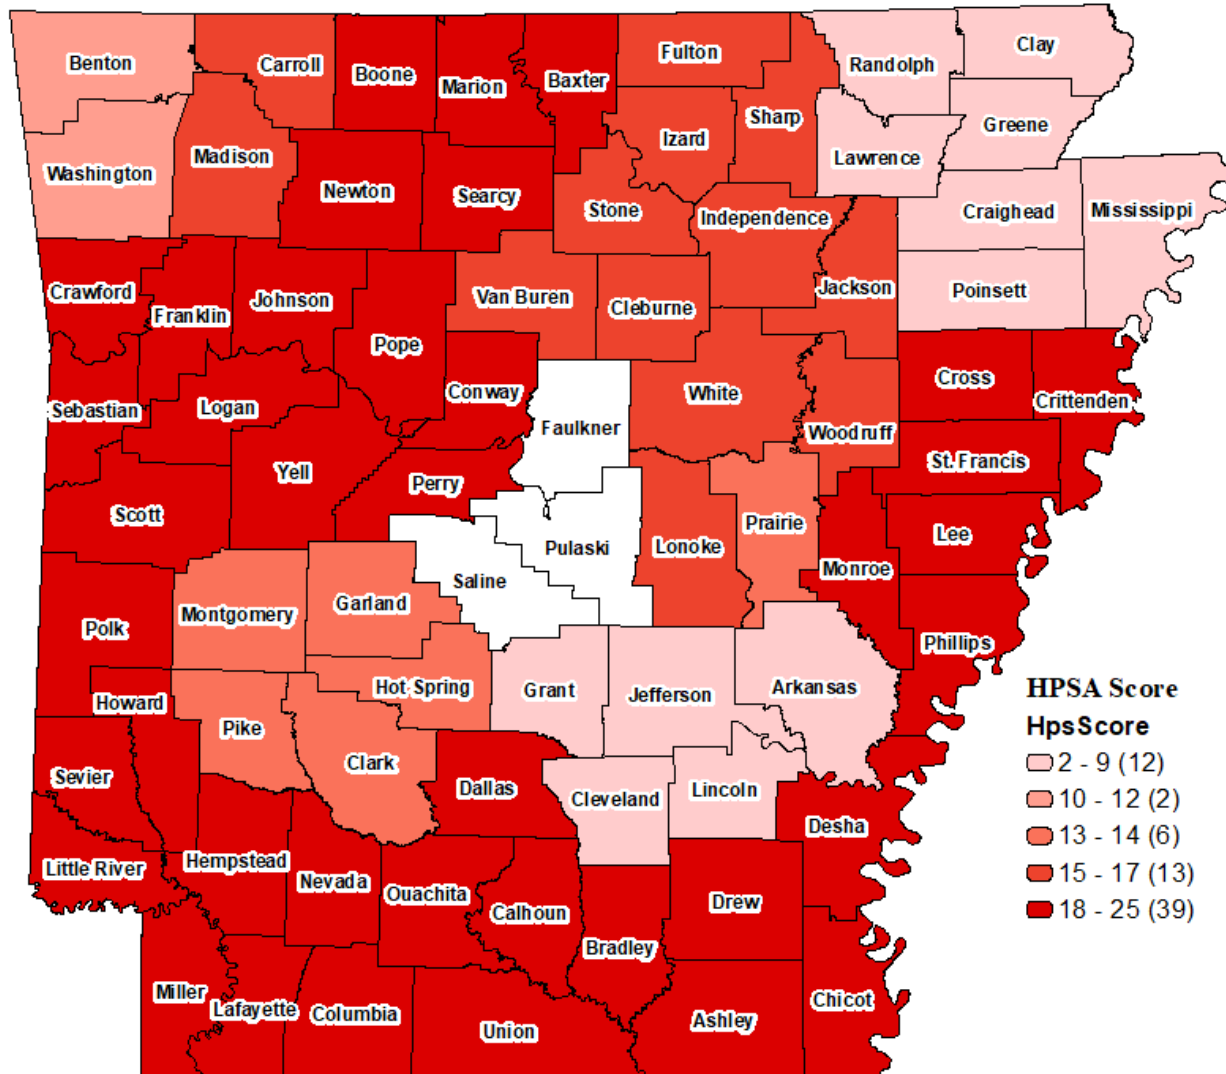 Benton
Carroll
Boone
Marion
Baxter
Fulton
Randolph
Clay
Washington
Madison
Newton
Searcy
Stone
Izard
Sharp
Lawrence
Greene
Independence
Craighead
Mississippi
Crawford
Franklin
Johnson
Pope
Van Buren
Cleburne
Jackson
Poinsett
Sebastian
Logan
Conway
Faulkner
White
Woodruff
Cross
Crittenden
Scott
Yell
Perry
Pulaski
Lonoke
Prairie
St. Francis
Lee
Monroe
Polk
Montgomery
Garland
Saline
Phillips
Howard
Pike
Hot Spring
Grant
Jefferson
Arkansas
Sevier
Clark
Dallas
Cleveland
Lincoln
Desha
Little River
Hempstead
Nevada
Ouachita
Calhoun
Bradley
Drew
Miller
Lafayette
Columbia
Union
Ashley
Chicot
HPSA Score
HpsScore
2 - 9 (12)
10 - 12 (2)
13 - 14 (6)
15 - 17 (13)
18 - 25 (39)